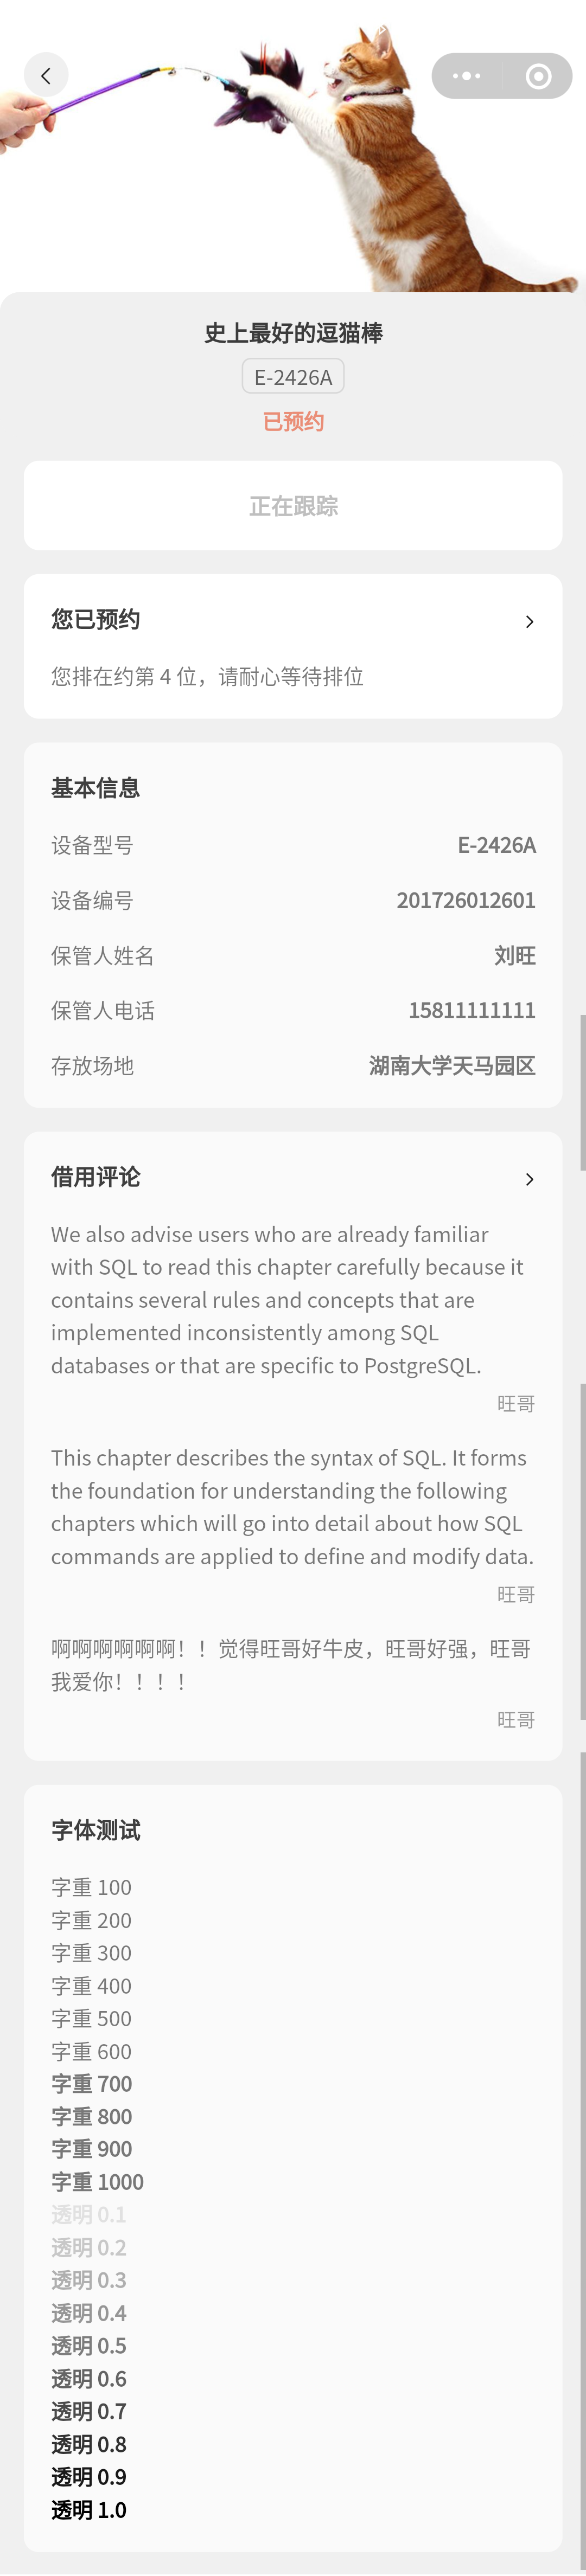 史上最好的逗猫棒
E-2426A
已预约
正在跟踪
您已预约
您排在约第 4 位，请耐心等待排位
基本信息
设备型号 E-2426A
设备编号 201726012601
保管人姓名 刘旺
保管人电话 15811111111
存放场地 湖南大学天马园区
借用评论
We also advise users who are already familiar
with SQL to read this chapter carefully because it
contains several rules and concepts that are
implemented inconsistently among SQL
databases or that are specific to PostgreSQL.
旺哥
This chapter describes the syntax of SQL. It forms
the foundation for understanding the following
chapters which will go into detail about how SQL
commands are applied to define and modify data.
旺哥
啊啊啊啊啊啊！！觉得旺哥好牛皮，旺哥好强，旺哥
我爱你！！！！
旺哥
字体测试
字重 100
字重 200
字重 300
字重 400
字重 500
字重 600
字重 700
字重 800
字重 900
字重 1000
透明 0.1
透明 0.2
透明 0.3
透明 0.4
透明 0.5
透明 0.6
透明 0.7
透明 0.8
透明 0.9
透明 1.0